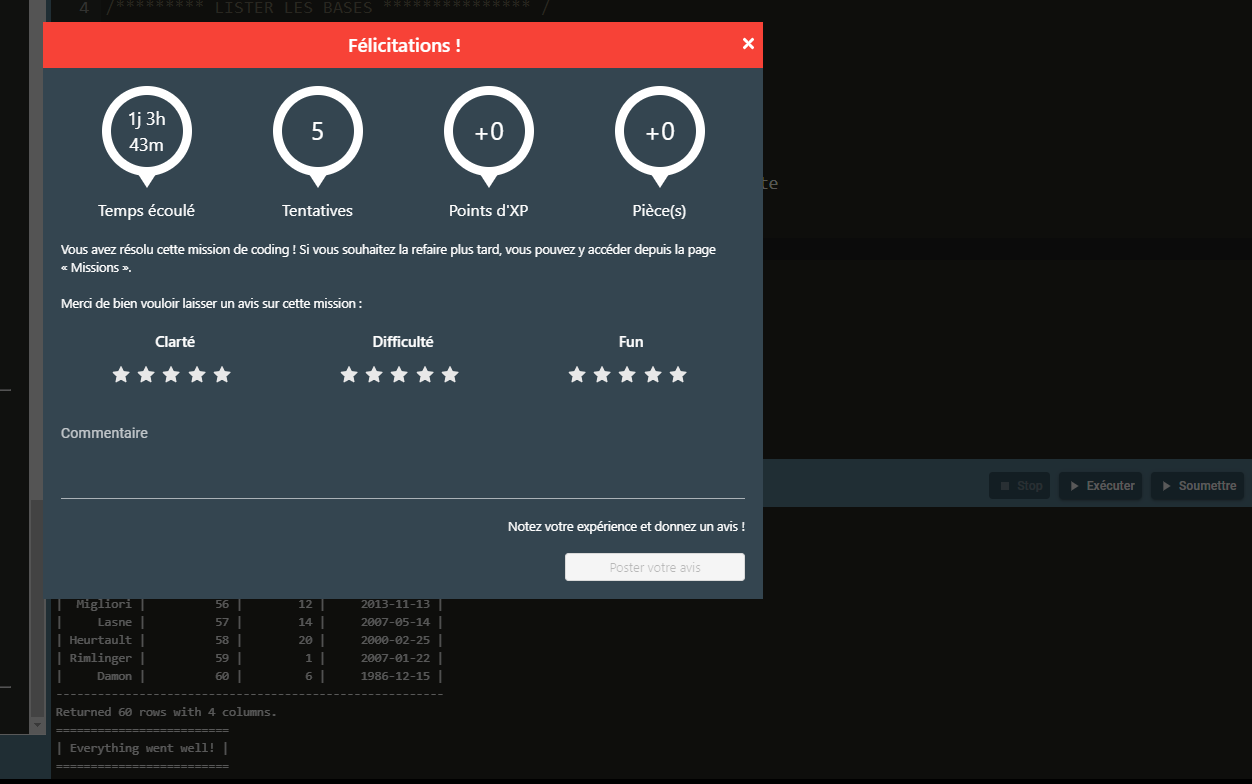 4 /********* LISTER LES BASES *************** /
Félicitations !
1j 3h
43m
5
+0
+0
Temps écoulé
Tentatives
Points d'XP
Pièce(s)
Vous avez résolu cette mission de coding ! Si vous souhaitez la refaire plus tard, vous pouvez y accéder depuis la page
« Missions ».
Merci de bien vouloir laisser un avis sur cette mission :
Clarté
Difficulté
Fun
Commentaire
Stop
Exécuter
Soumettre
Notez votre expérience et donnez un avis !
Poster votre avis
| Migliori | 56 | 12 | 2013-11-13 |
| Lasne | 57 | 14 | 2007-05-14 |
| Heurtault | 58 | 20 | 2000-02-25 |
| Rimlinger | 59 | 1 | 2007-01-22 |
| Damon | 60 | 6 | 1986-12-15 |
--------------------------------------------------------
Returned 60 rows with 4 columns.
=========================
| Everything went well! |
=========================